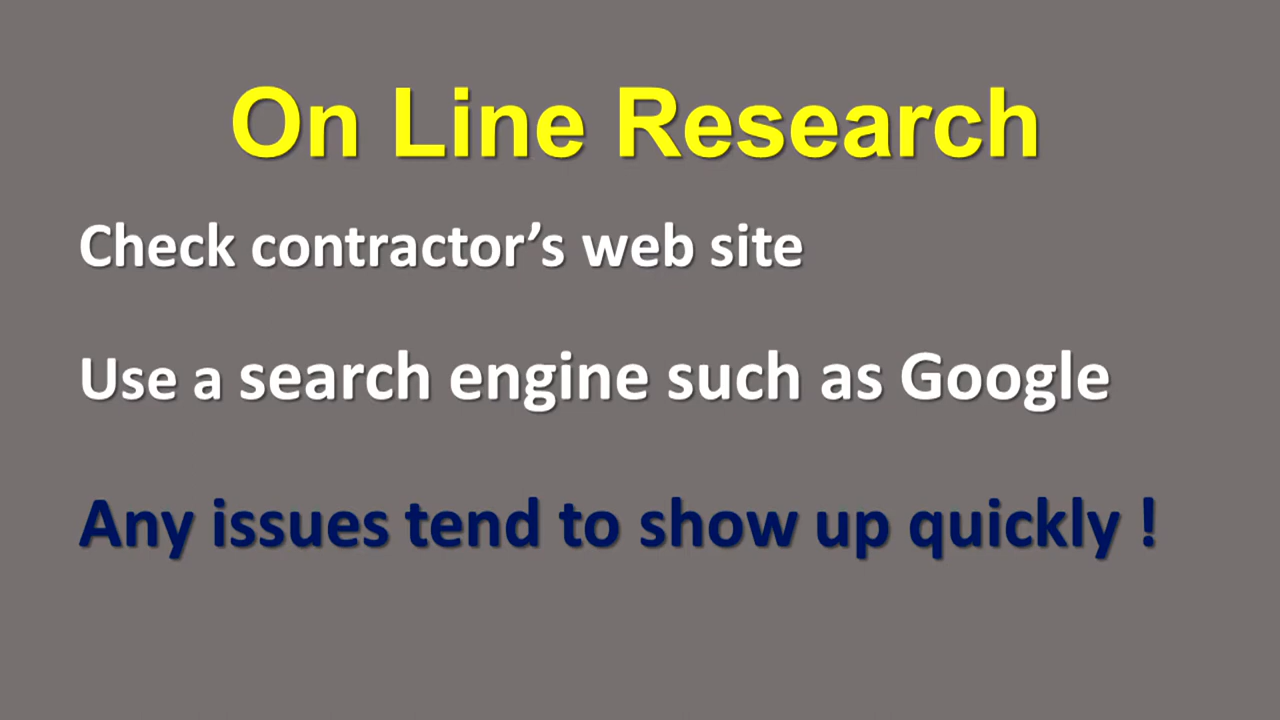 On Line Research
Check contractor’s web site
Use a search engine such as Google
Any issues tend to show up quickly !